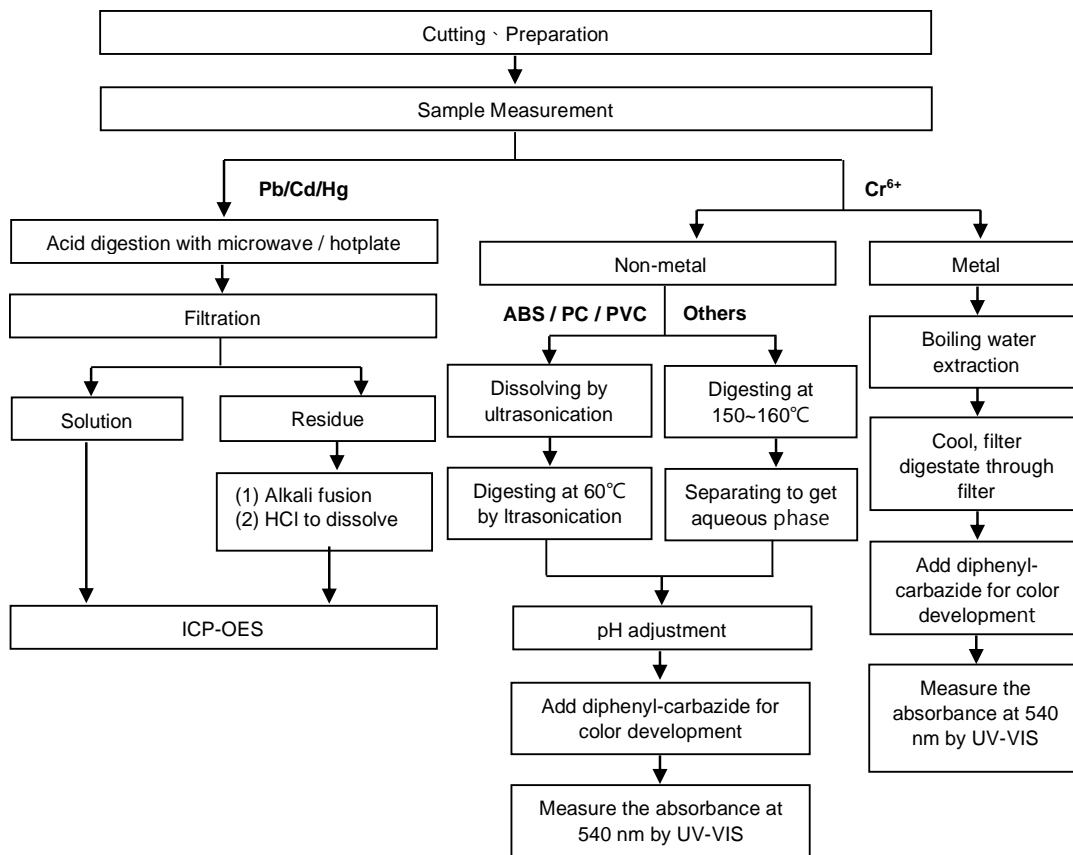 Cutting、Preparation
Sample Measurement
Pb/Cd/Hg
Cr6+
Acid digestion with microwave / hotplate
Filtration
Solution
Residue
(1) Alkali fusion
(2) HCl to dissolve
ICP-OES
Non-metal
ABS / PC / PVC
Others
Dissolving by
ultrasonication
Digesting at
150~160℃
Digesting at 60℃
by ltrasonication
Separating to get
aqueous phase
pH adjustment
Add diphenyl-carbazide for
color development
Measure the absorbance at
540 nm by UV-VIS
Metal
Boiling water
extraction
Cool, filter
digestate through
filter
Add diphenyl-
carbazide for color
development
Measure the
absorbance at 540
nm by UV-VIS